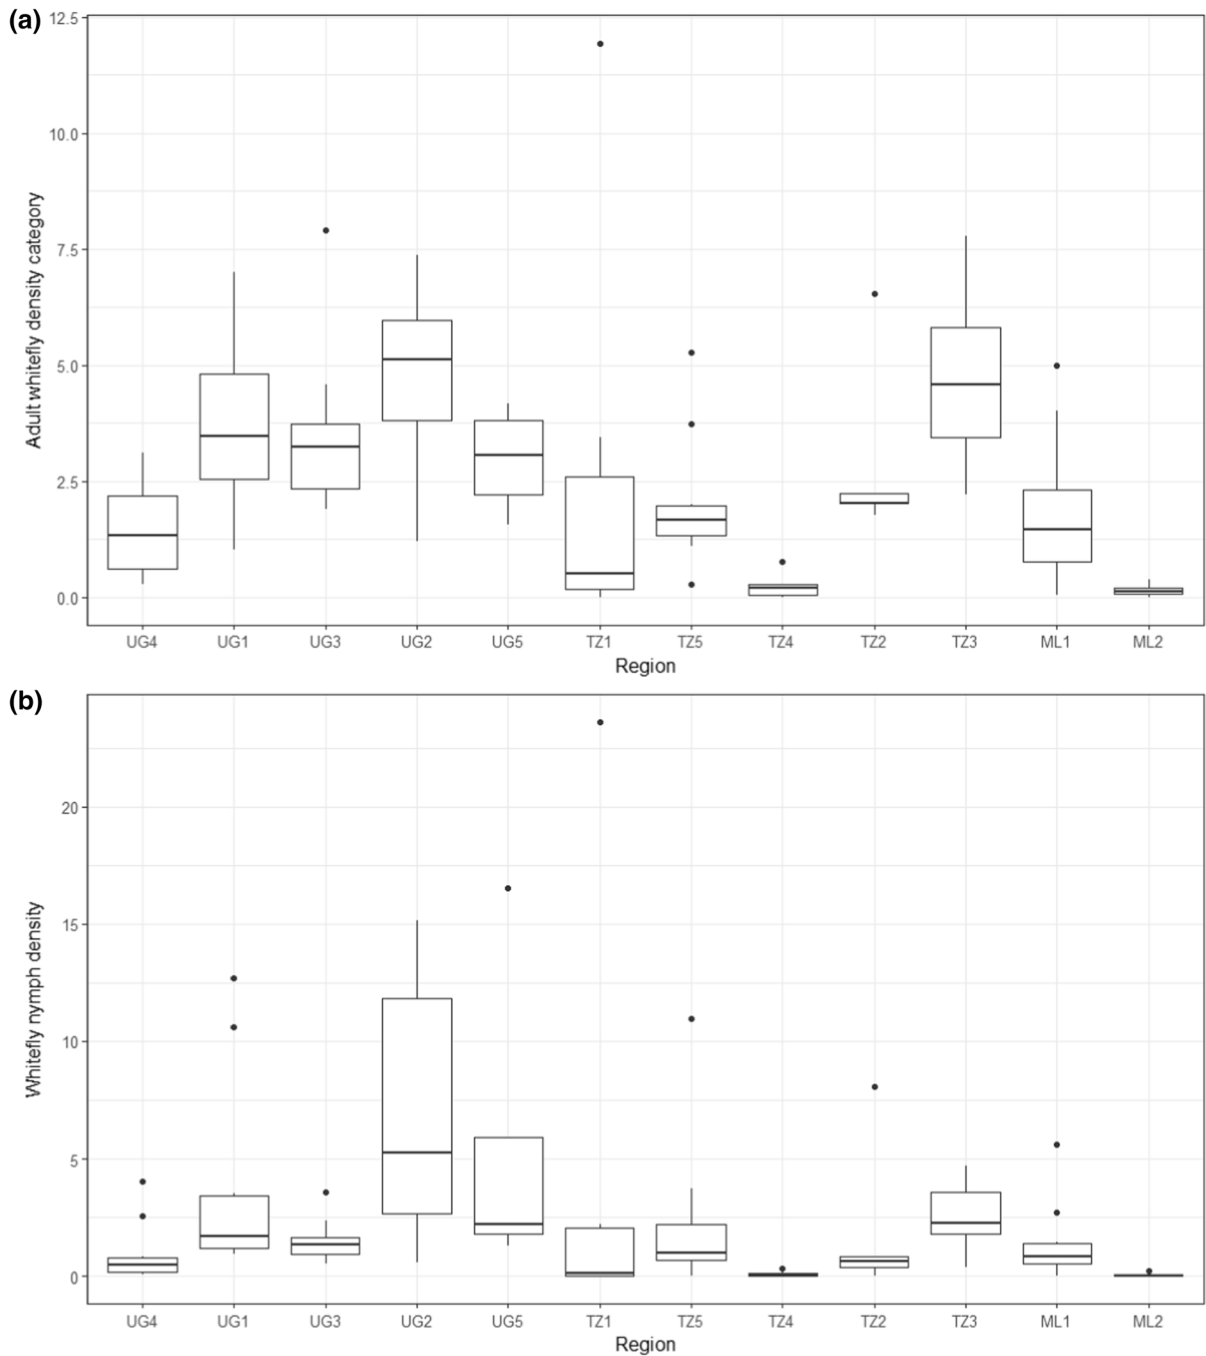 (a)
Adult whitefly density category
12.5
10.0
7.5
5.0
2.5
0.0
UG4 UG1 UG3 UG2 UG5 TZ1 TZ5 TZ4 TZ2 TZ3 ML1 ML2
Region
(b)
Whitefly nymph density
20
15
10
5
0
UG4 UG1 UG3 UG2 UG5 TZ1 TZ5 TZ4 TZ2 TZ3 ML1 ML2
Region